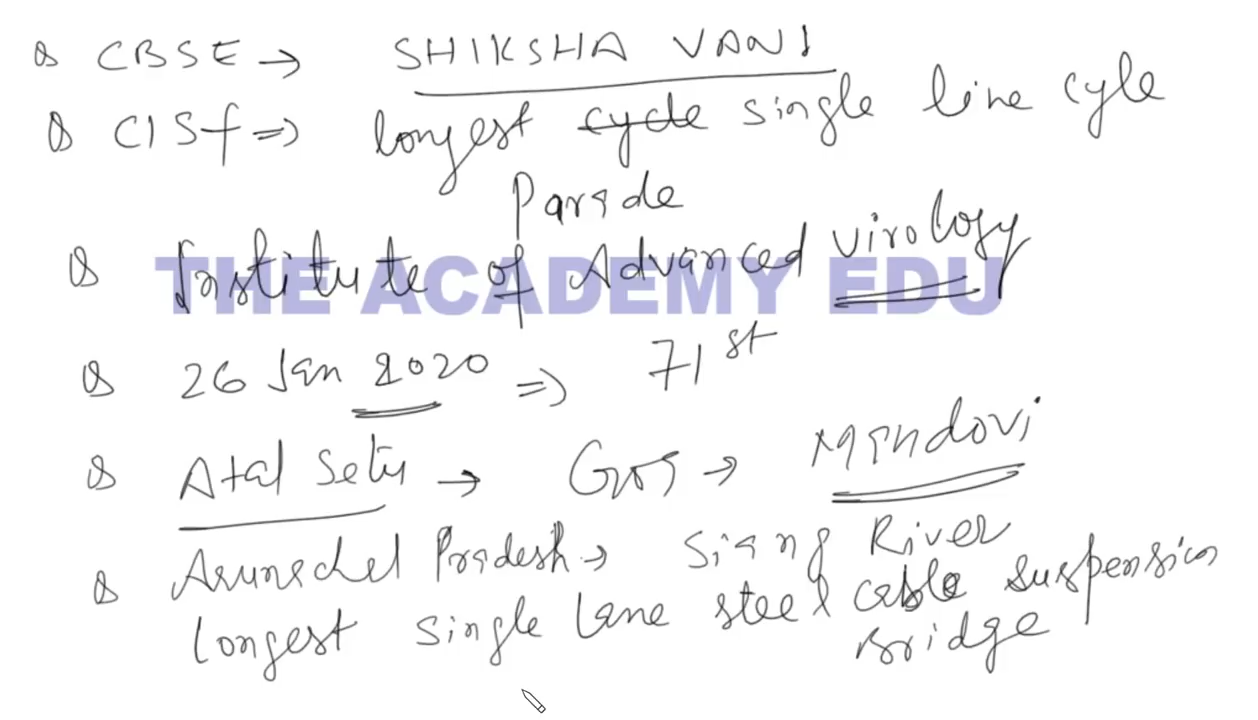 CBSE → SHIKSHA VANI
CISf ⇒ longest cycle single line cyle
Parade
Institute of Advanced virology
THE ACADEMY EDU
26 Jan 2020 ⇒ 71st
Atal Setu → Goa → Mandovi
Arunachal Pradesh → Siang River
longest single lane steel cable suspension
Bridge